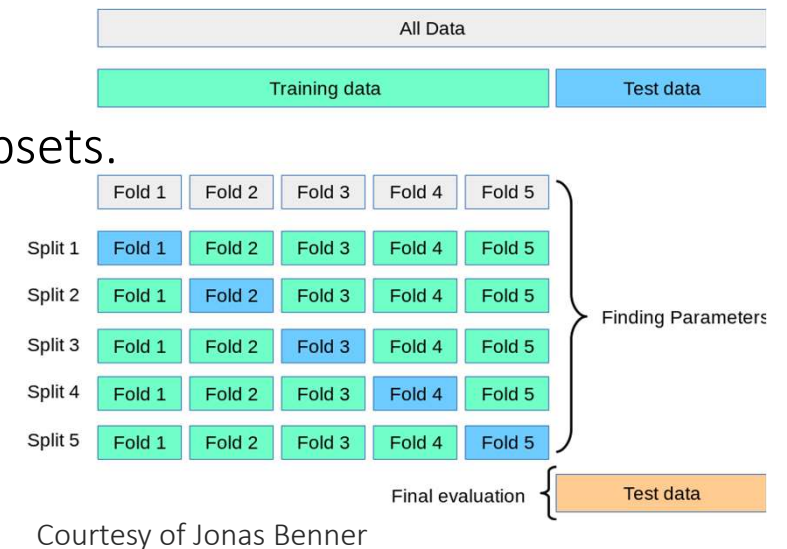 All Data
Training data Test data
osets.
Fold 1 Fold 2 Fold 3 Fold 4 Fold 5
Split 1 Fold 1 Fold 2 Fold 3 Fold 4 Fold 5
Split 2 Fold 1 Fold 2 Fold 3 Fold 4 Fold 5
Finding Parameters
Split 3 Fold 1 Fold 2 Fold 3 Fold 4 Fold 5
Split 4 Fold 1 Fold 2 Fold 3 Fold 4 Fold 5
Split 5 Fold 1 Fold 2 Fold 3 Fold 4 Fold 5
Final evaluation Test data
Courtesy of Jonas Benner